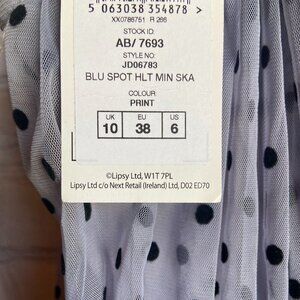 5 063038 354878 >
XX0786751 R 266
STOCK ID
AB/ 7693
STYLE NO
JD06783
BLU SPOT HLT MIN SKA
COLOUR
PRINT
UK EU US
10 38 6
©Lipsy Ltd, W1T 7PL
Lipsy Ltd c/o Next Retail (Ireland) Ltd, D02 ED70